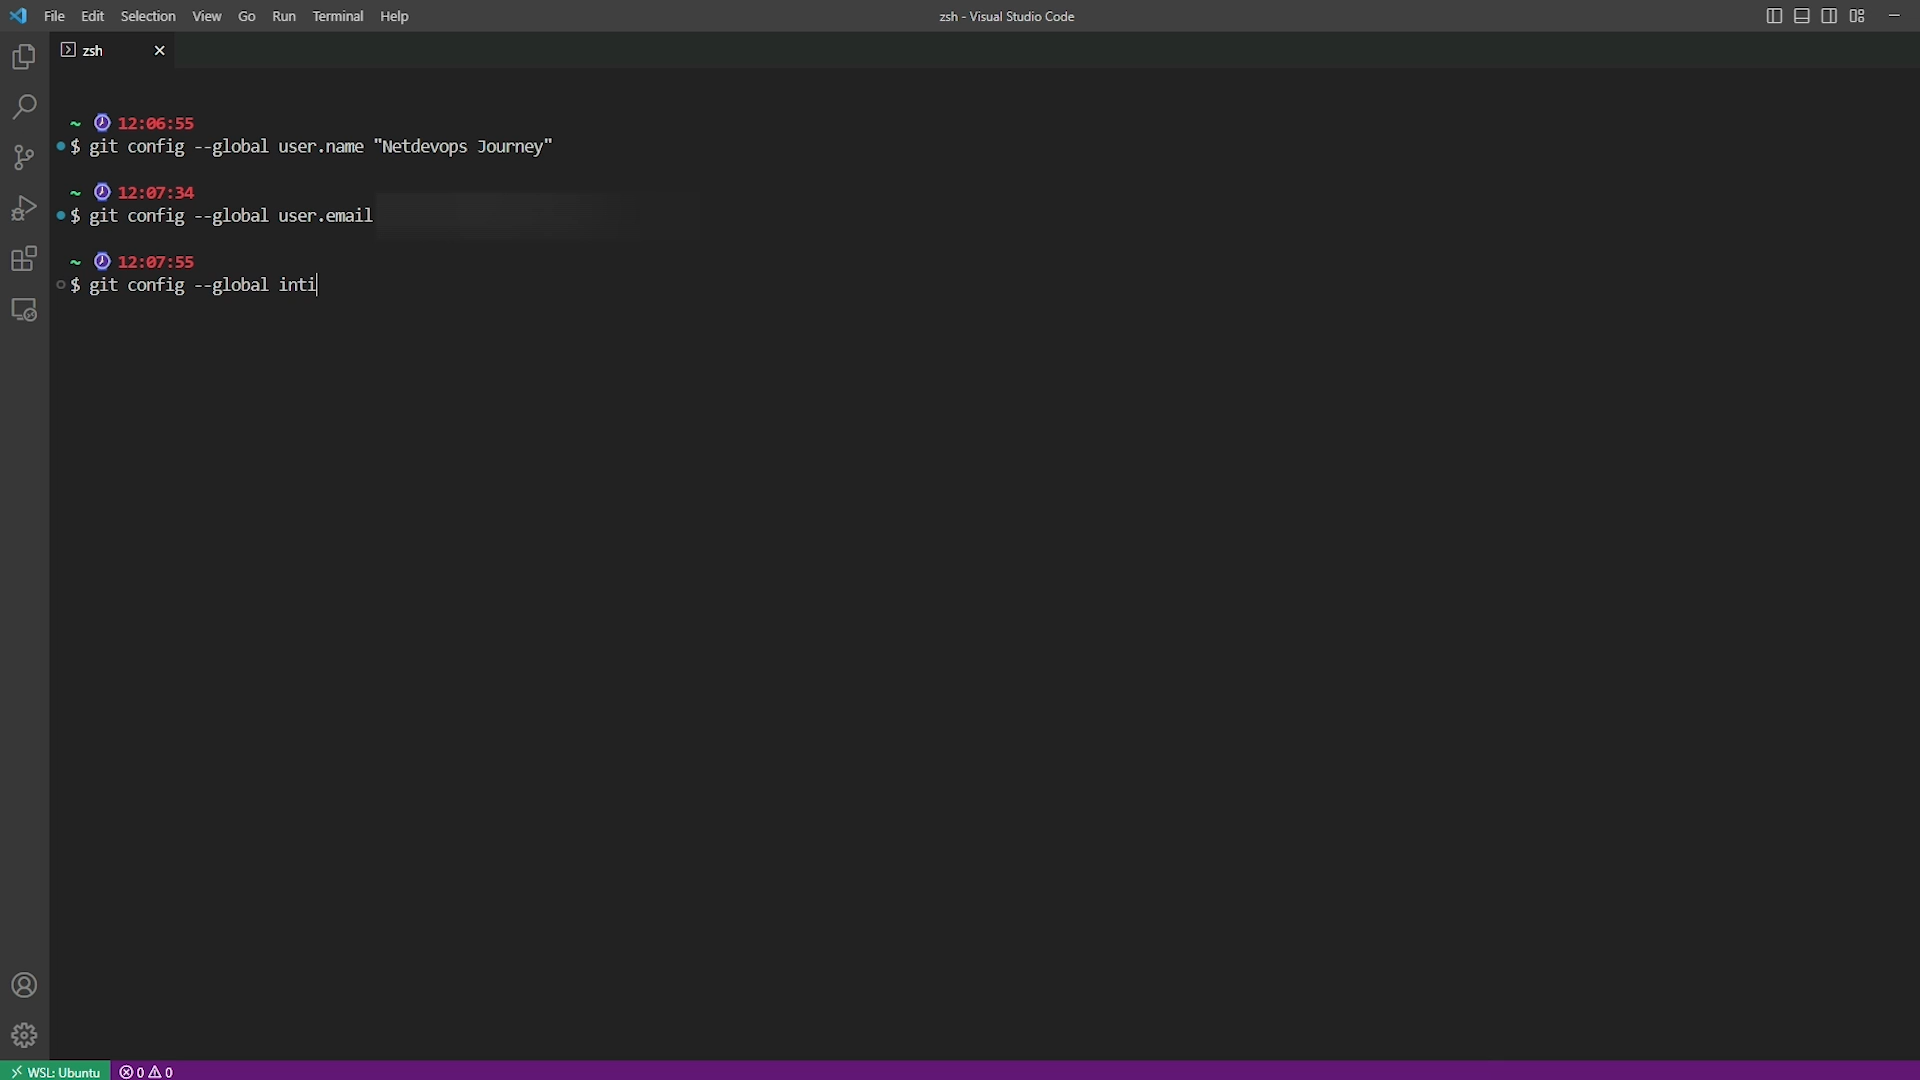 File Edit Selection View Go Run Terminal Help
zsh - Visual Studio Code
zsh
~ 12:06:55
$ git config --global user.name "Netdevops Journey"
~ 12:07:34
$ git config --global user.email
~ 12:07:55
$ git config --global inti
WSL: Ubuntu 0 0